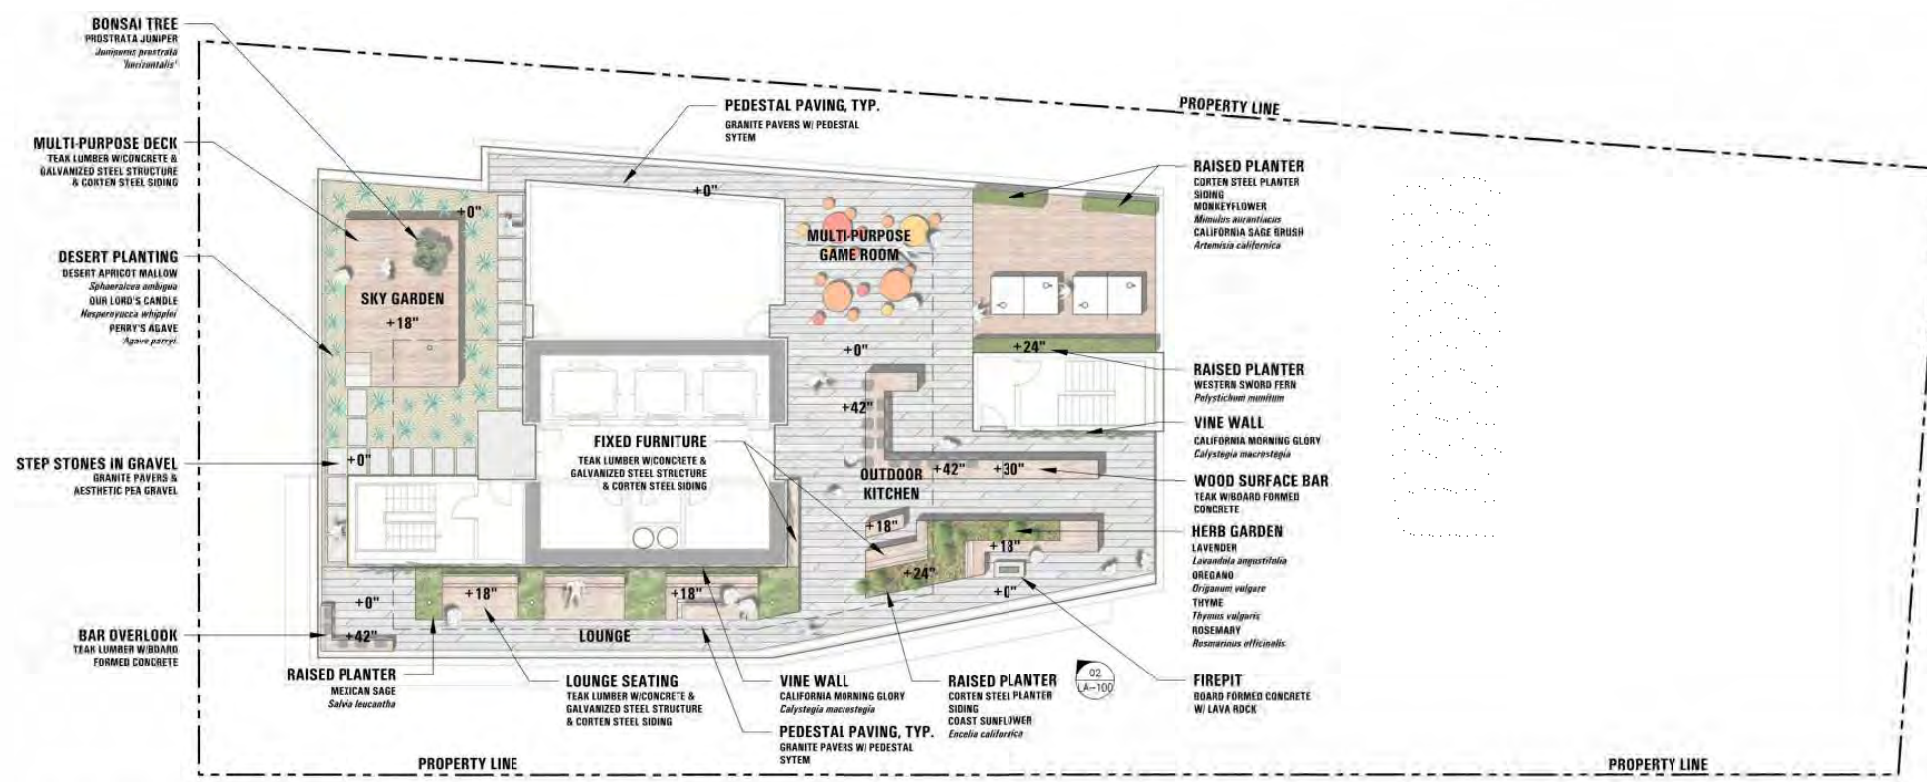 BONSAI TREE
PROSTRATA JUNIPER
Juniperus prostrata
'horizontalis'
MULTI-PURPOSE DECK
TEAK LUMBER W/CONCRETE &
GALVANIZED STEEL STRUCTURE
& CORTEN STEEL SIDING
DESERT PLANTING
DESERT APRICOT MALLOW
Sphaeralcea ambigua
OUR LORD'S CANDLE
Hesperoyucca whipplei
PERRY'S AGAVE
Agave parryi
STEP STONES IN GRAVEL
GRANITE PAVERS &
AESTHETIC PEA GRAVEL
BAR OVERLOOK
TEAK LUMBER W/BOARD
FORMED CONCRETE
PEDESTAL PAVING, TYP.
GRANITE PAVERS W/ PEDESTAL
SYTEM
PROPERTY LINE
+0"
+0"
SKY GARDEN
+18"
MULTI-PURPOSE
GAME ROOM
+0"
+24"
+42"
FIXED FURNITURE
TEAK LUMBER W/CONCRETE &
GALVANIZED STEEL STRUCTURE
& CORTEN STEEL SIDING
+0"
OUTDOOR
KITCHEN
+42"
+30"
+18"
+18"
+24"
+0"
+0"
+18"
+18"
+42"
LOUNGE
RAISED PLANTER
CORTEN STEEL PLANTER
SIDING
MONKEYFLOWER
Mimulus aurantiacus
CALIFORNIA SAGE BRUSH
Artemisia californica
RAISED PLANTER
WESTERN SWORD FERN
Polystichum munitum
VINE WALL
CALIFORNIA MORNING GLORY
Calystegia macrostegia
WOOD SURFACE BAR
TEAK W/BOARD FORMED
CONCRETE
HERB GARDEN
LAVENDER
Lavandula angustifolia
OREGANO
Origanum vulgare
THYME
Thymus vulgaris
ROSEMARY
Rosmarinus officinalis
FIREPIT
BOARD FORMED CONCRETE
W/ LAVA ROCK
RAISED PLANTER
MEXICAN SAGE
Salvia leucantha
LOUNGE SEATING
TEAK LUMBER W/CONCRETE &
GALVANIZED STEEL STRUCTURE
& CORTEN STEEL SIDING
VINE WALL
CALIFORNIA MORNING GLORY
Calystegia macrostegia
PEDESTAL PAVING, TYP.
GRANITE PAVERS W/ PEDESTAL
SYTEM
RAISED PLANTER
CORTEN STEEL PLANTER
SIDING
COAST SUNFLOWER
Encelia californica
02
LA-100
PROPERTY LINE
PROPERTY LINE